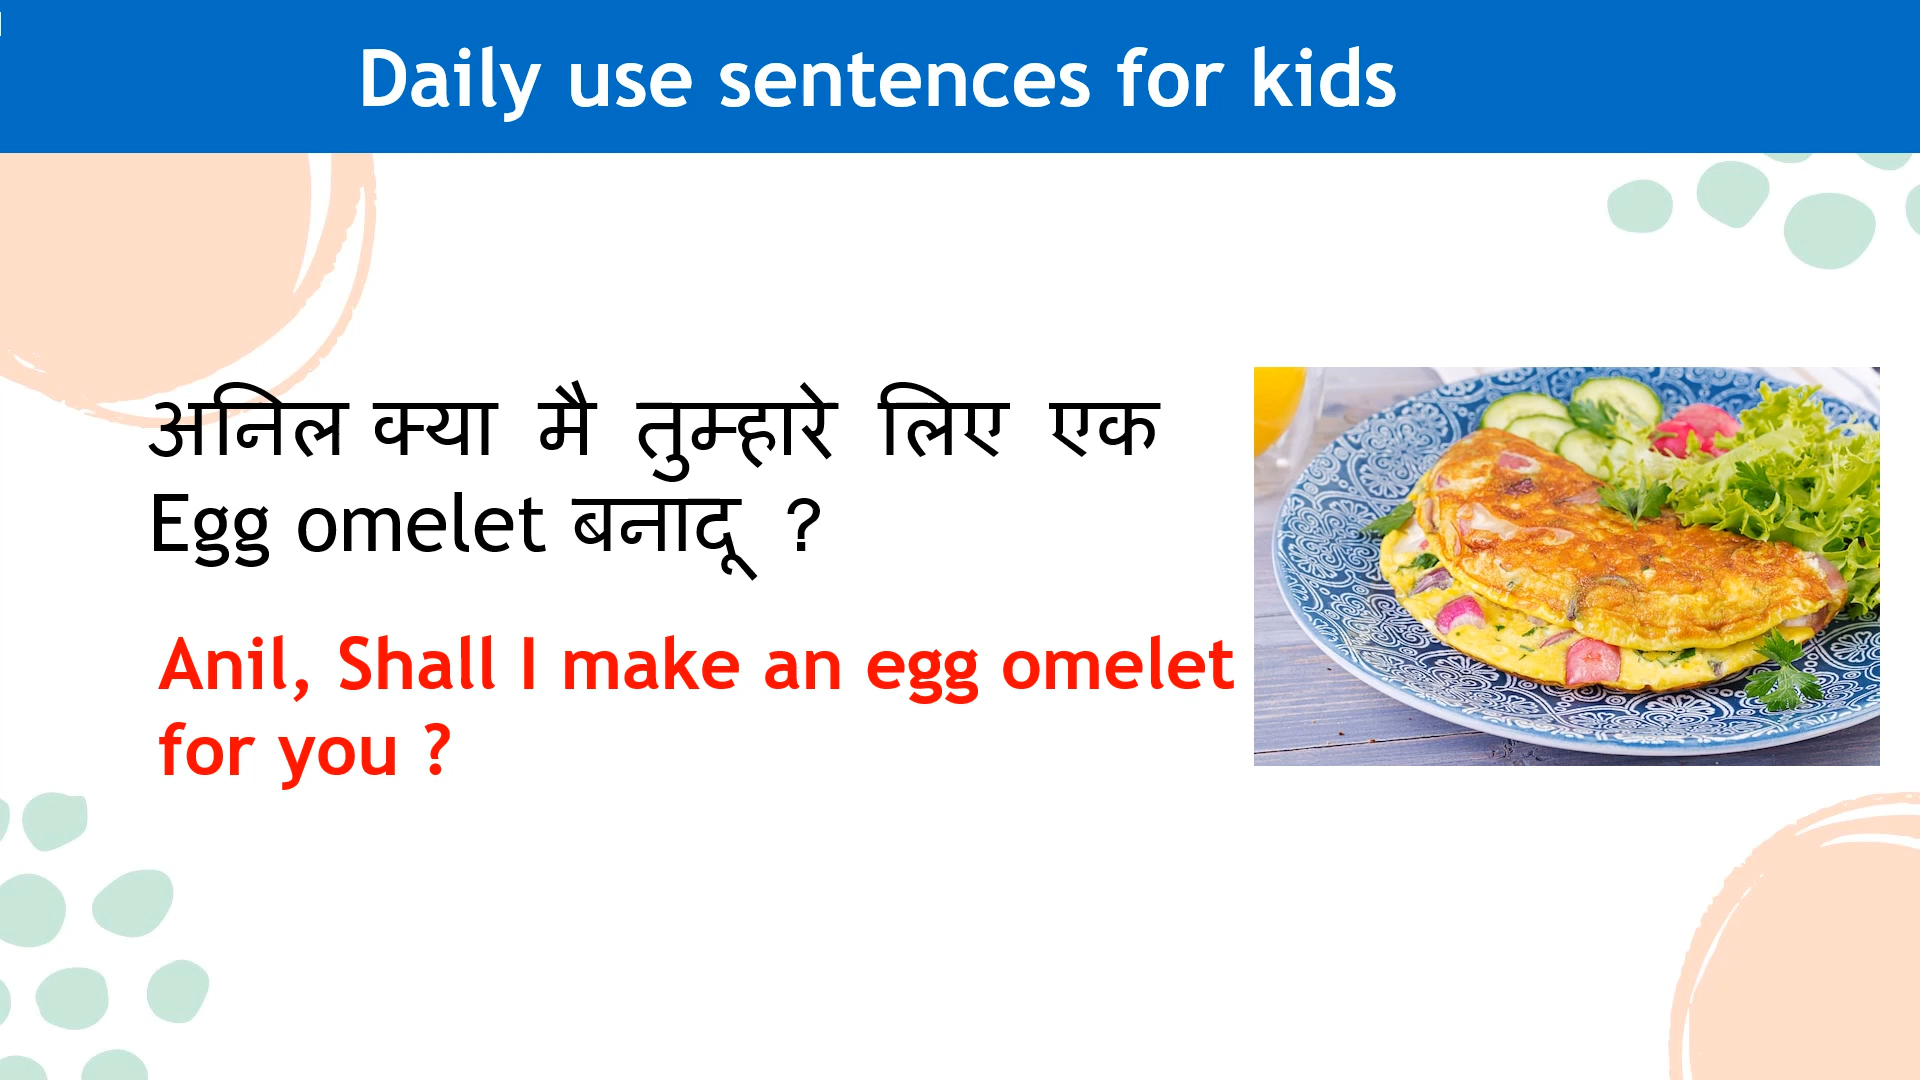 Daily use sentences for kids
अनिल क्या मै तुम्हारे लिए एक
Egg omelet बनादू ?
Anil, Shall I make an egg omelet
for you ?